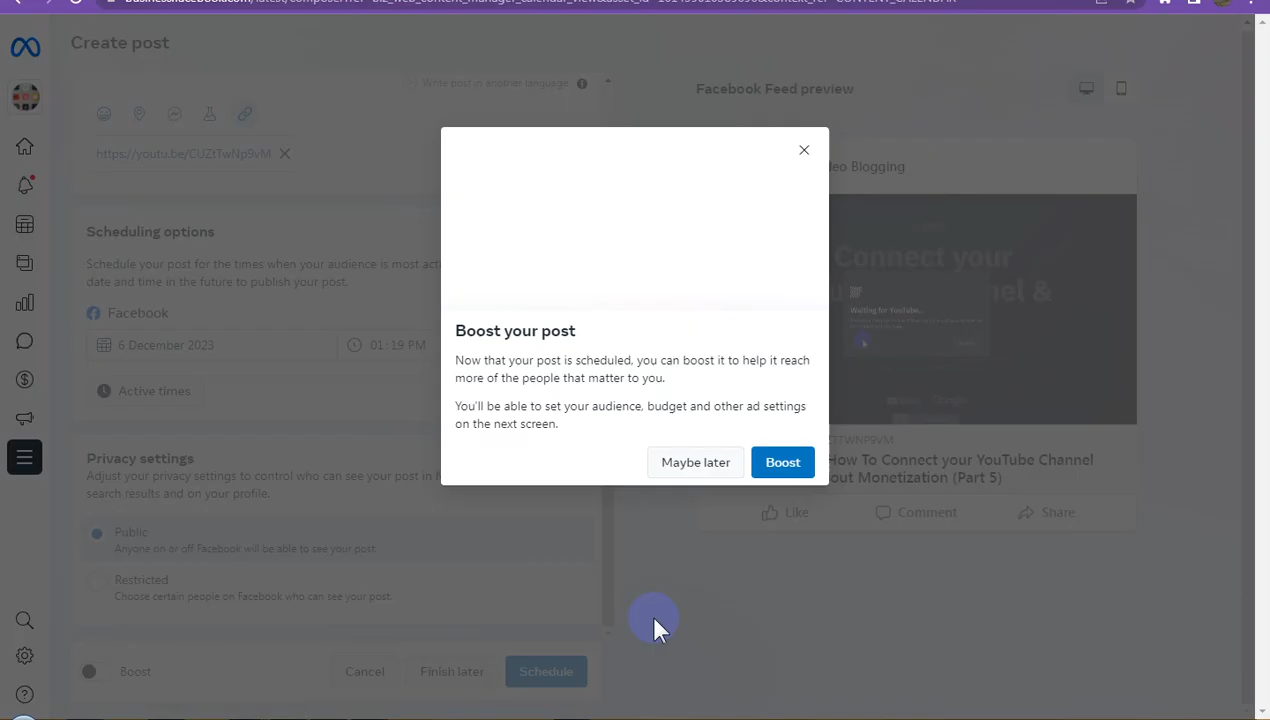 Create post
Write post in another language
https://youtu.be/CUZtTwNp9vM
Scheduling options
Schedule your post for the times when your audience is most act
date and time in the future to publish your post.
Facebook
6 December 2023
01:19 PM
Active times
Privacy settings
Adjust your privacy settings to control who can see your post in
search results and on your profile.
Public
Anyone on or off Facebook will be able to see your post.
Restricted
Choose certain people on Facebook who can see your post.
Boost
Cancel
Finish later
Schedule
Boost your post
Now that your post is scheduled, you can boost it to help it reach
more of the people that matter to you.
You'll be able to set your audience, budget and other ad settings
on the next screen.
Maybe later
Boost
Facebook Feed preview
Blogging
Connect your
Waiting for YouTube...
Google
TTWNP9VM
How To Connect your YouTube Channel
out Monetization (Part 5)
Like
Comment
Share